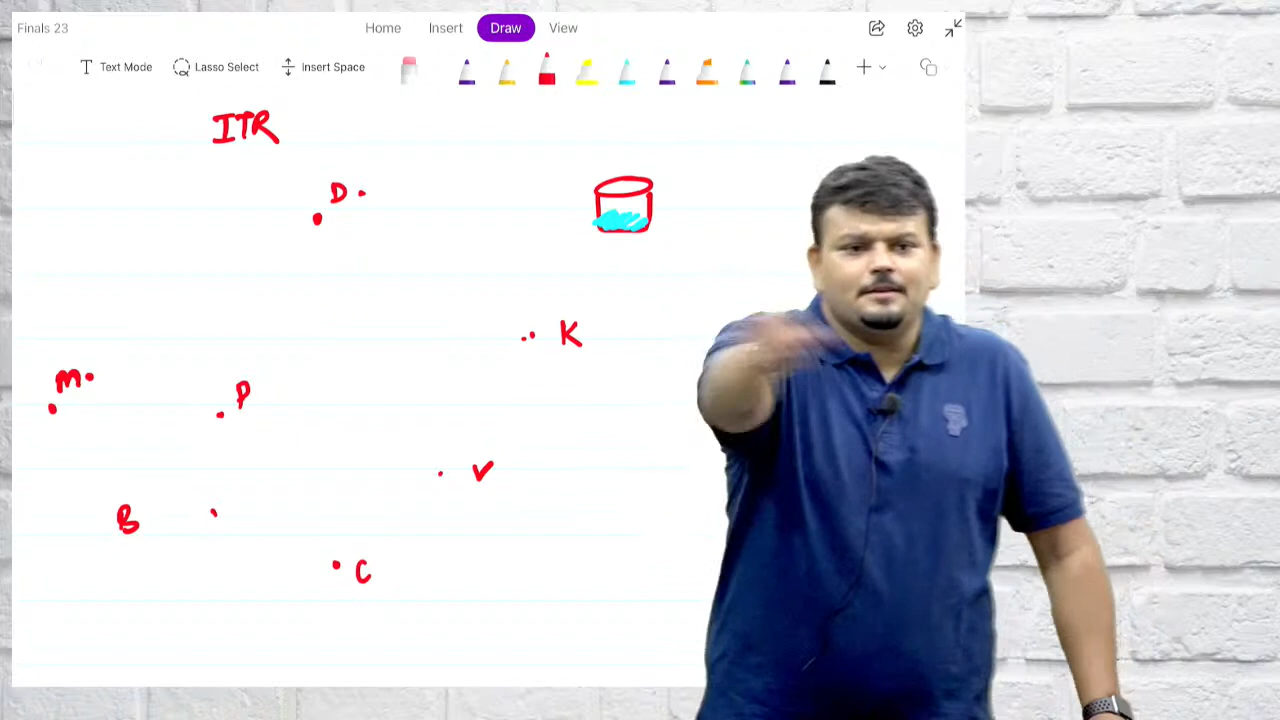 Finals 23
Home Insert Draw View
Text Mode Lasso Select Insert Space
ITR
D
K
M
P
V
B
C